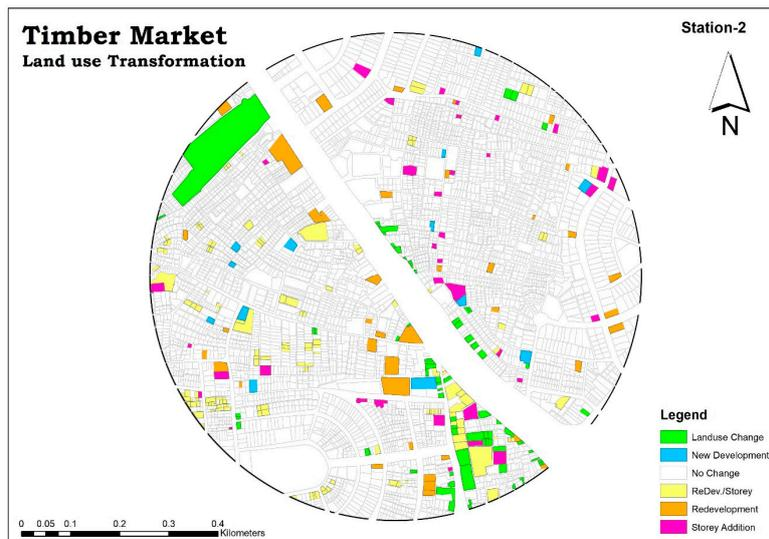 Timber Market
Land use Transformation
Station-2
N
Legend
Landuse Change
New Development
No Change
ReDev./Storey
Redevelopment
Storey Addition
0 0.05 0.1 0.2 0.3 0.4
Kilometers